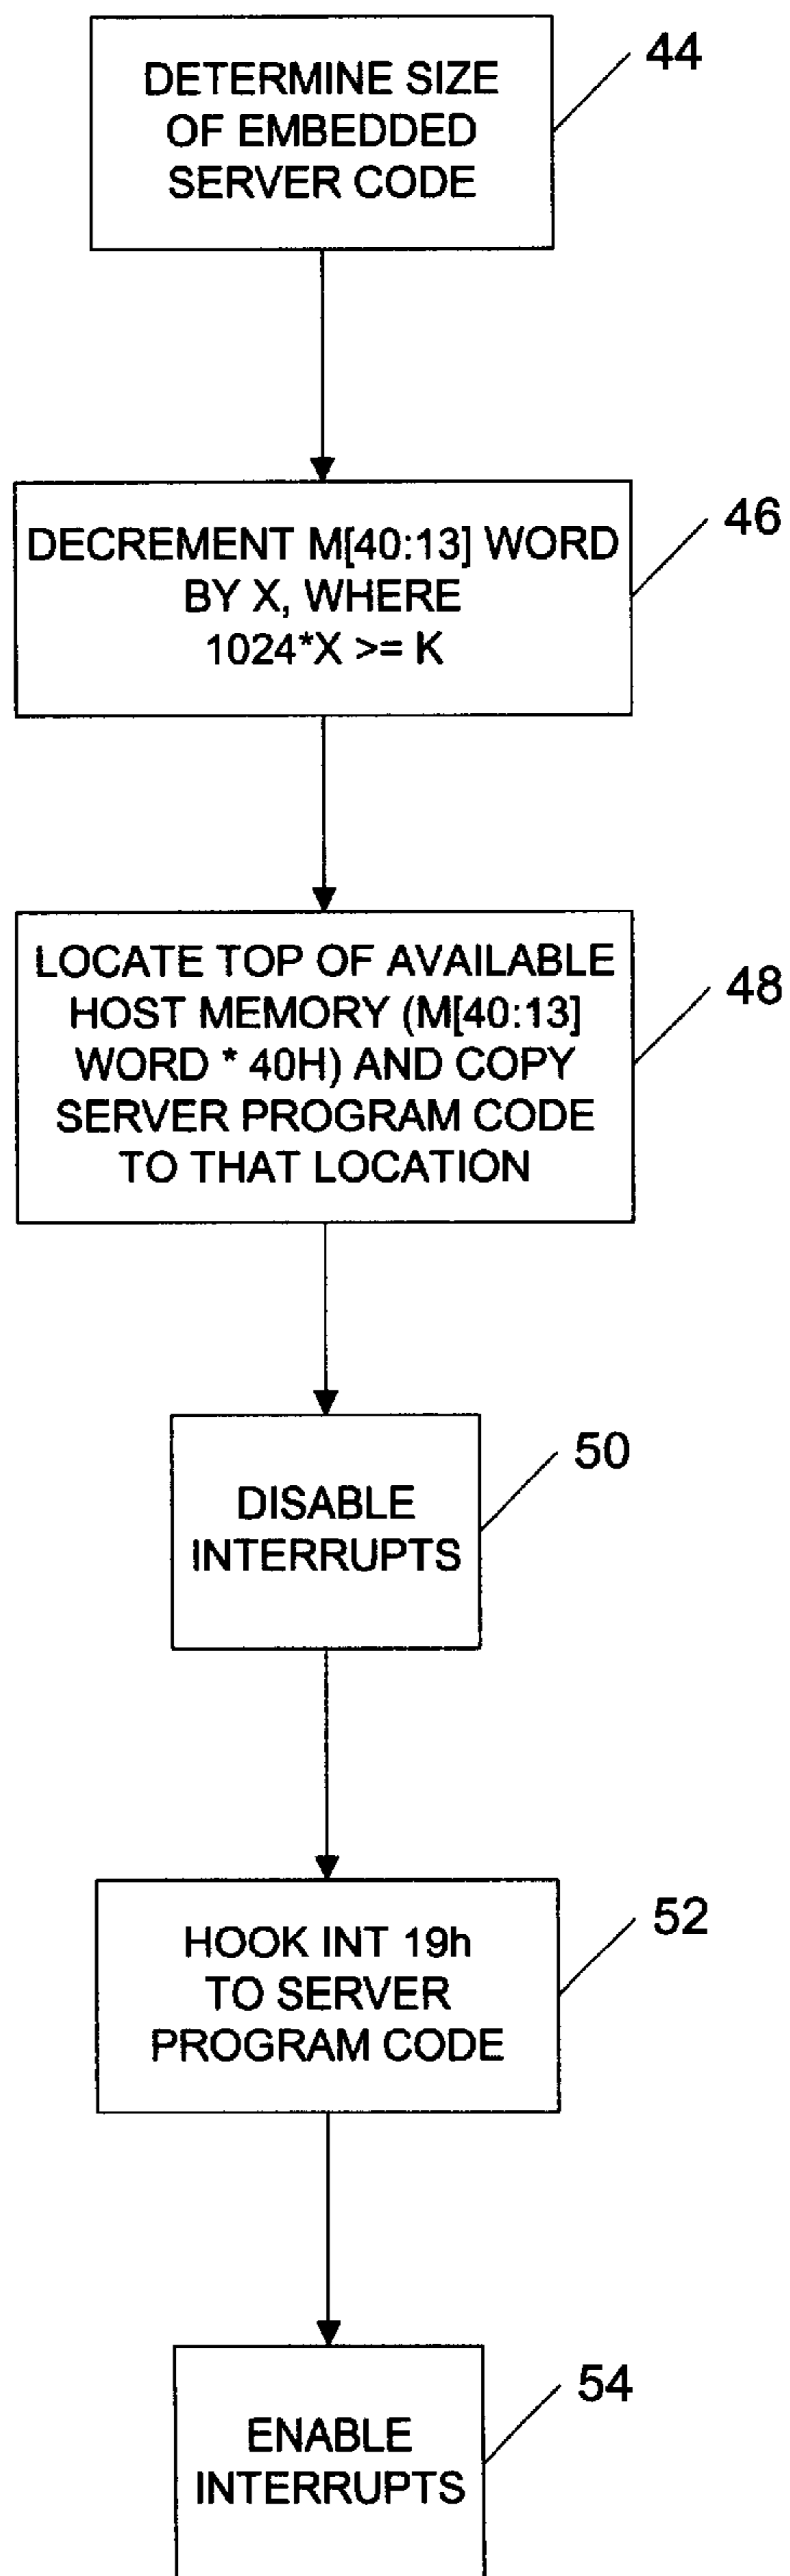 DETERMINE SIZE
OF EMBEDDED
SERVER CODE
44
DECREMENT M[40:13] WORD
BY X, WHERE
1024*X >= K
46
LOCATE TOP OF AVAILABLE
HOST MEMORY (M[40:13]
WORD * 40H) AND COPY
SERVER PROGRAM CODE
TO THAT LOCATION
48
DISABLE
INTERRUPTS
50
HOOK INT 19h
TO SERVER
PROGRAM CODE
52
ENABLE
INTERRUPTS
54